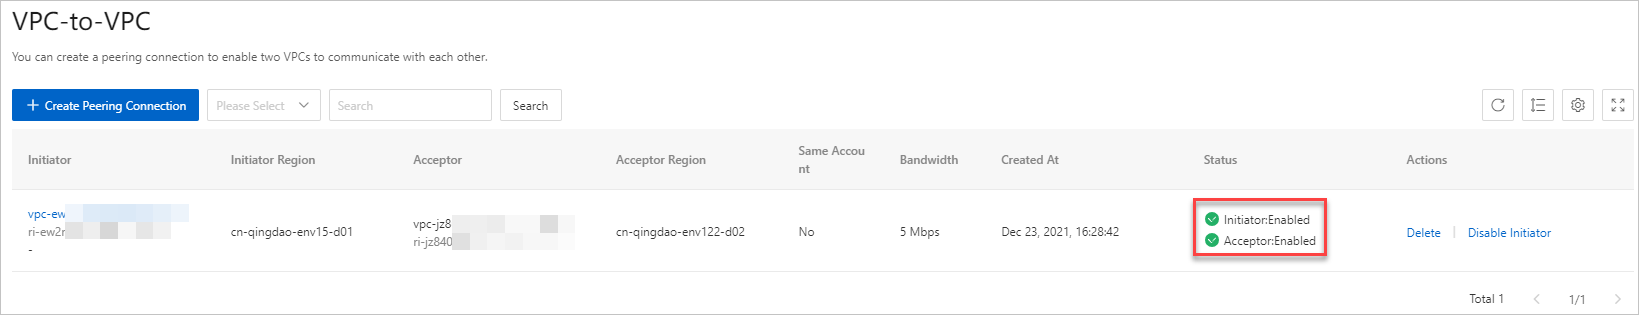 VPC-to-VPC
You can create a peering connection to enable two VPCs to communicate with each other.
+ Create Peering Connection
Please Select
Search
Search
Initiator
Initiator Region
Acceptor
Acceptor Region
Same Accou
nt
Bandwidth
Created At
Status
Actions
vpc-ew
ri-ew2r
-
cn-qingdao-env15-d01
vpc-jz8
ri-jz840
cn-qingdao-env122-d02
No
5 Mbps
Dec 23, 2021, 16:28:42
Initiator:Enabled
Acceptor:Enabled
Delete
Disable Initiator
Total 1
1/1